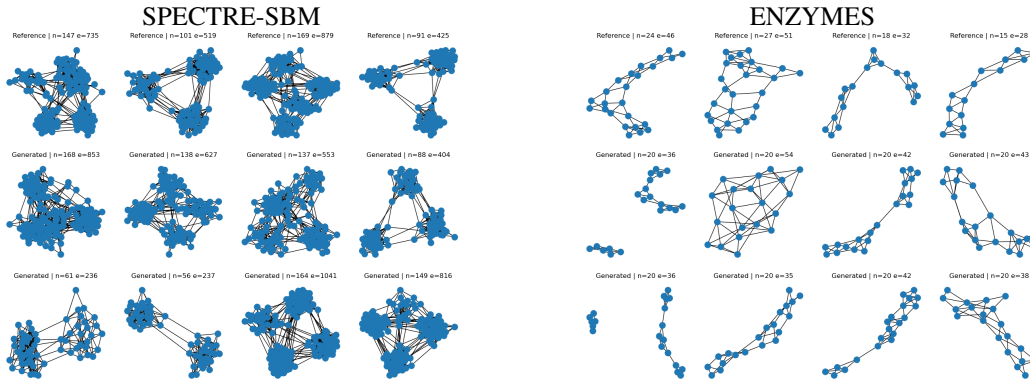 SPECTRE-SBM
ENZYMES
Reference | n=147 e=735
Reference | n=101 e=519
Reference | n=169 e=879
Reference | n=91 e=425
Reference | n=24 e=46
Reference | n=27 e=51
Reference | n=18 e=32
Reference | n=15 e=28
Generated | n=168 e=853
Generated | n=138 e=627
Generated | n=137 e=553
Generated | n=88 e=404
Generated | n=20 e=36
Generated | n=20 e=54
Generated | n=20 e=42
Generated | n=20 e=43
Generated | n=61 e=236
Generated | n=56 e=237
Generated | n=164 e=1041
Generated | n=149 e=816
Generated | n=20 e=36
Generated | n=20 e=35
Generated | n=20 e=42
Generated | n=20 e=38